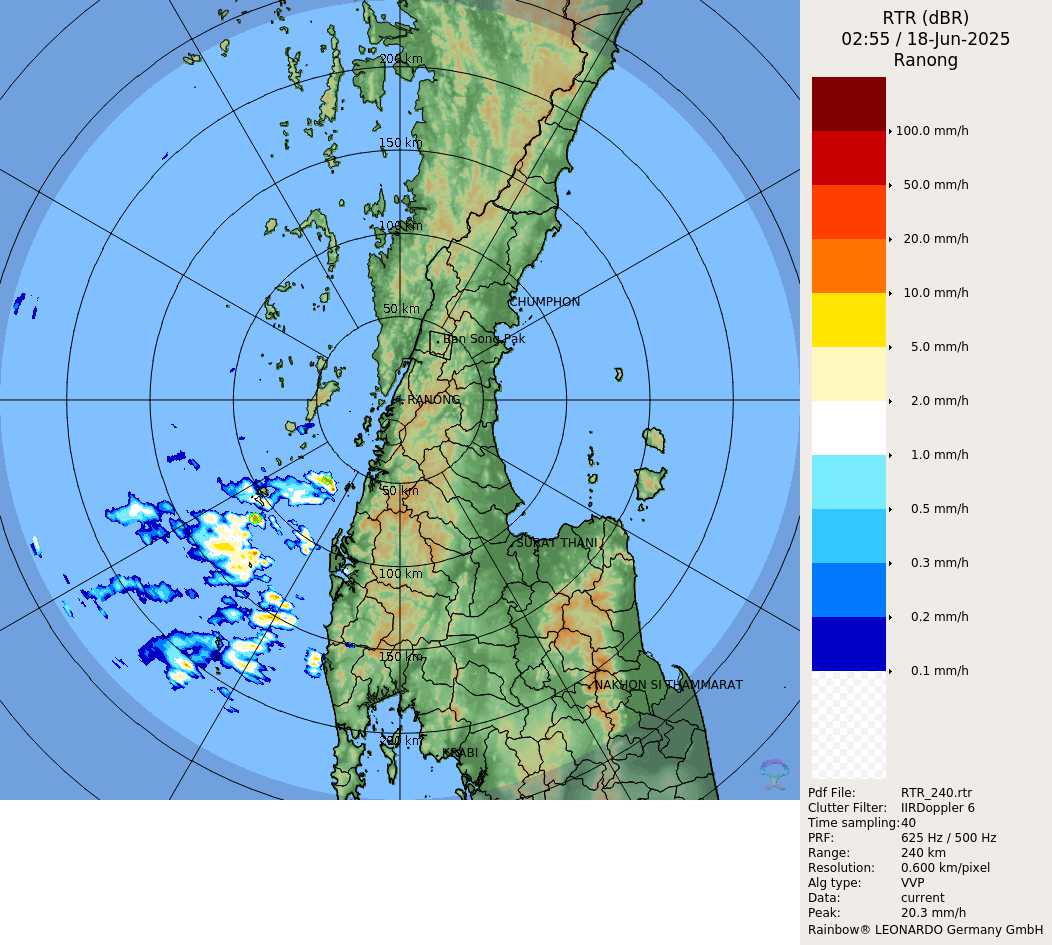 RTR (dBR)
02:55 / 18-Jun-2025
Ranong
200 km
150 km
100 km
50 km
CHUMPHON
Ban Song Pak
RANONG
50 km
SURAT THANI
100 km
150 km
NAKHON SI THAMMARAT
200 km
KRABI
100.0 mm/h
50.0 mm/h
20.0 mm/h
10.0 mm/h
5.0 mm/h
2.0 mm/h
1.0 mm/h
0.5 mm/h
0.3 mm/h
0.2 mm/h
0.1 mm/h
Pdf File: RTR_240.rtr
Clutter Filter: IIRDoppler 6
Time sampling:40
PRF: 625 Hz / 500 Hz
Range: 240 km
Resolution: 0.600 km/pixel
Alg type: VVP
Data: current
Peak: 20.3 mm/h
Rainbow® LEONARDO Germany GmbH